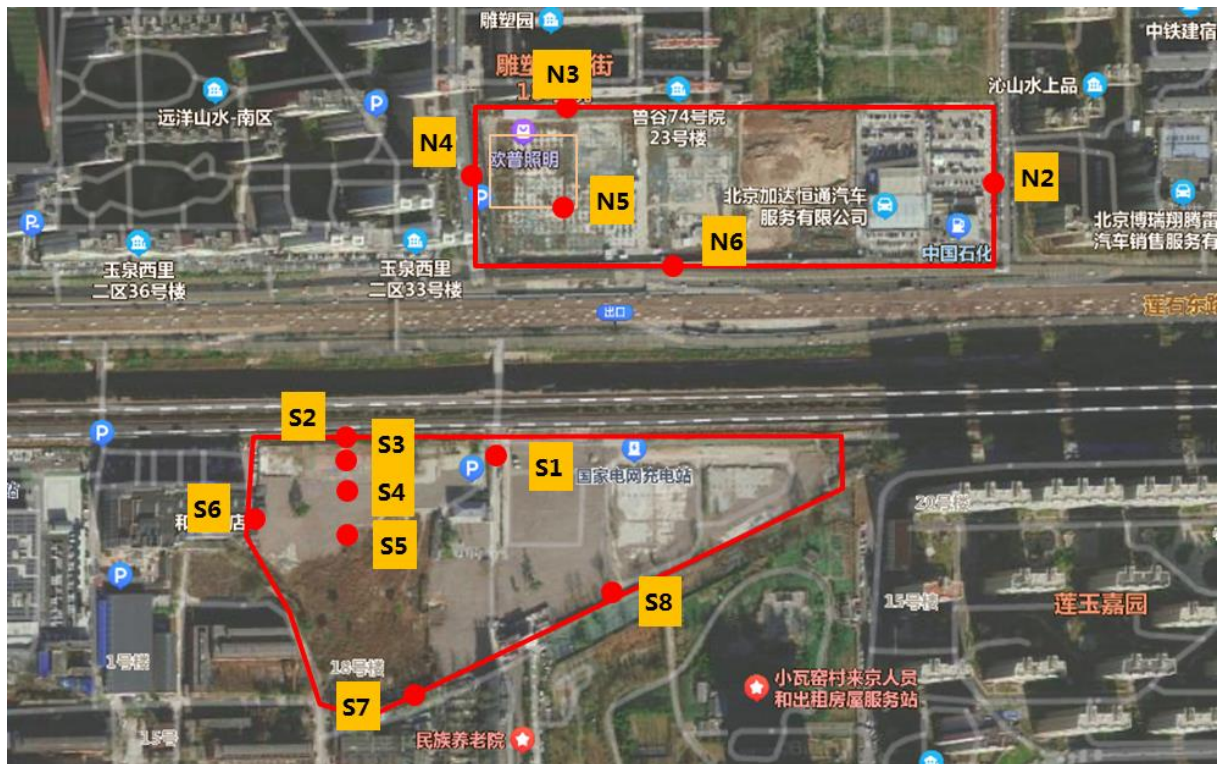 雕塑园
中铁建宿
雕塑
街
N3
沁山水上品
远洋山水-南区
鲁谷74号院
23号楼
N4
欧普照明
N2
北京加达恒通汽车
服务有限公司
N5
北京博瑞翔腾雷
汽车销售服务有
N6
中国石化
玉泉西里
二区36号楼
玉泉西里
二区33号楼
出口
莲石东路
S2
S3
S1
国家电网充电站
S4
S6
店
20号楼
S5
S8
15号楼
莲玉嘉园
1号楼
18号楼
小瓦窑村来京人员
和出租房屋服务站
S7
15号
民族养老院